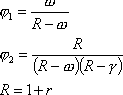 φ₁ = ϖ / (R − ϖ)
φ₂ = R / ((R − ϖ)(R − γ))
R = 1 + r